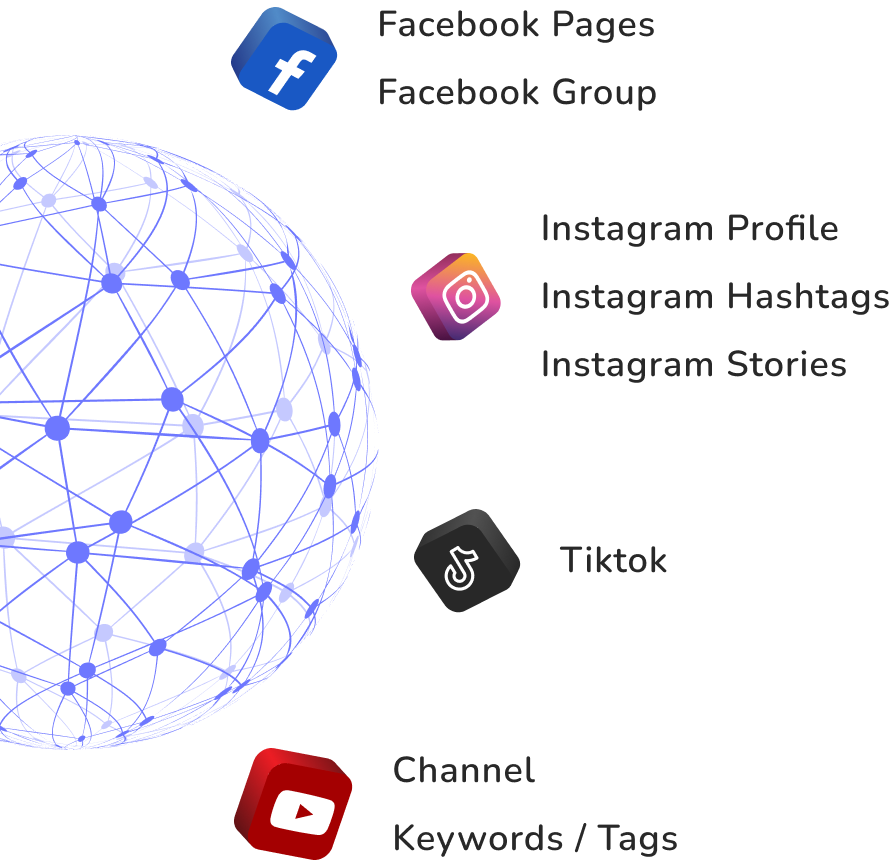 Facebook Pages
Facebook Group
Instagram Profile
Instagram Hashtags
Instagram Stories
Tiktok
Channel
Keywords / Tags